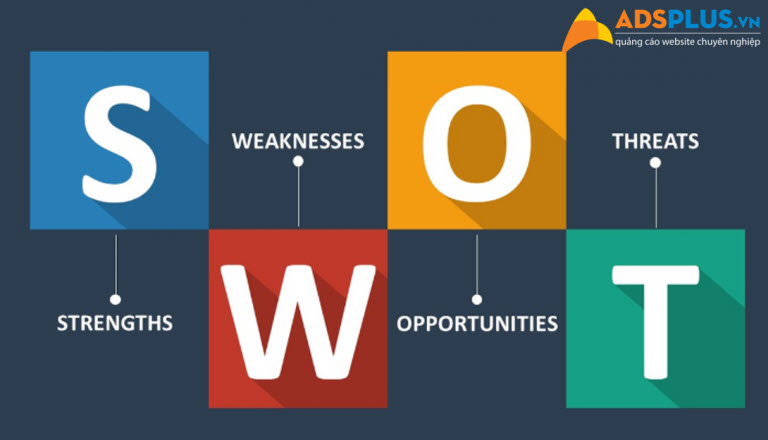 ADSPLUS.VN
quảng cáo website chuyên nghiệp
S
STRENGTHS
WEAKNESSES
W
O
OPPORTUNITIES
THREATS
T